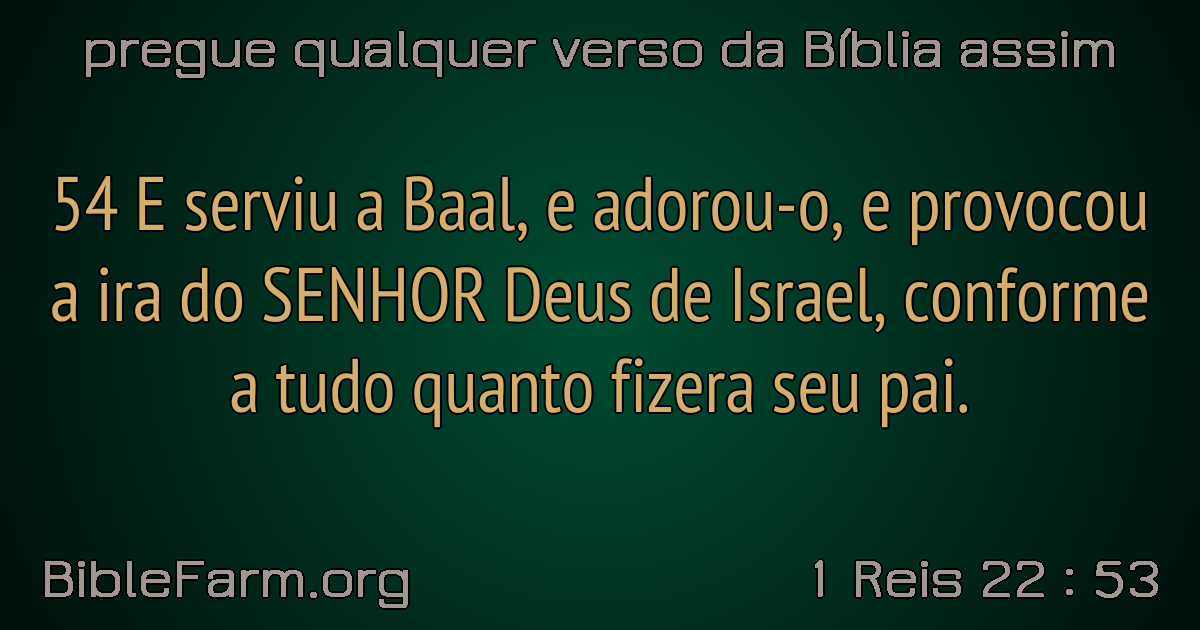 pregue qualquer verso da Bíblia assim
54 E serviu a Baal, e adorou-o, e provocou
a ira do SENHOR Deus de Israel, conforme
a tudo quanto fizera seu pai.
BibleFarm.org
1 Reis 22 : 53